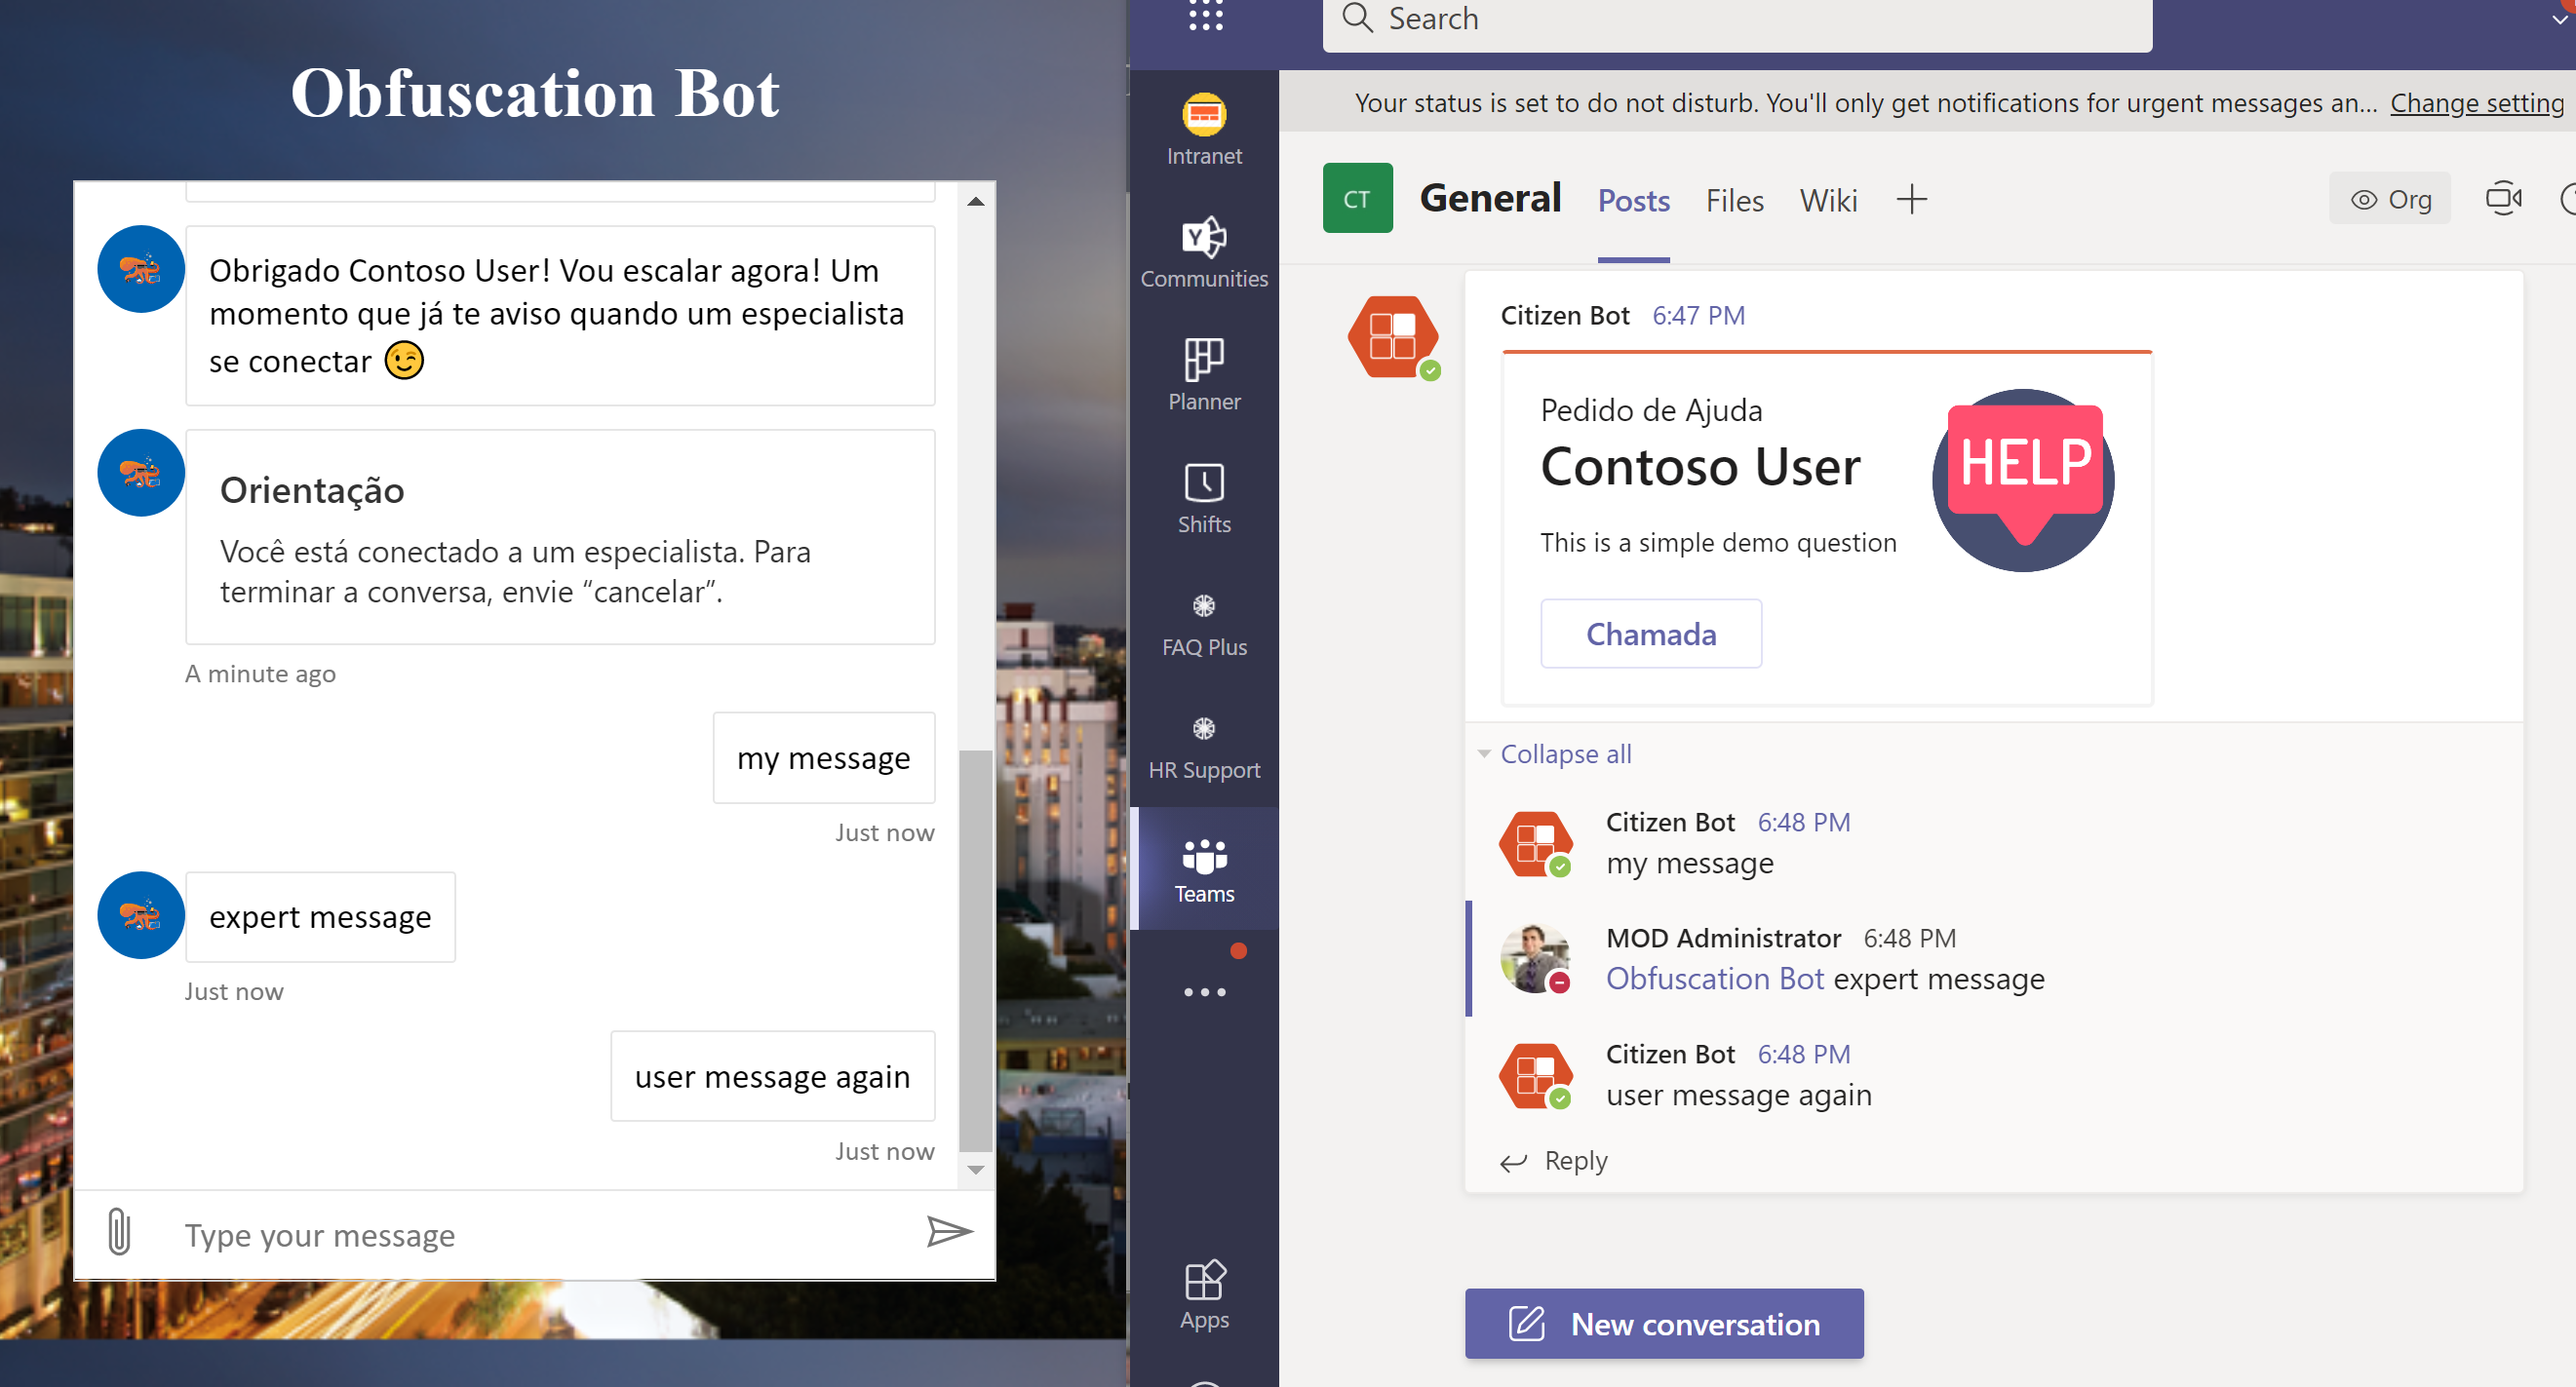 Obfuscation Bot
Obrigado Contoso User! Vou escalar agora! Um
momento que já te aviso quando um especialista
se conectar 😉
Orientação
Você está conectado a um especialista. Para
terminar a conversa, envie “cancelar”.
A minute ago
my message
Just now
expert message
Just now
user message again
Just now
Type your message
Search
Intranet
Communities
Planner
Shifts
FAQ Plus
HR Support
Teams
Apps
Your status is set to do not disturb. You'll only get notifications for urgent messages an... Change setting
CT
General
Posts
Files
Wiki
Org
Citizen Bot 6:47 PM
Pedido de Ajuda
Contoso User
This is a simple demo question
HELP
Chamada
Collapse all
Citizen Bot 6:48 PM
my message
MOD Administrator 6:48 PM
Obfuscation Bot expert message
Citizen Bot 6:48 PM
user message again
Reply
New conversation